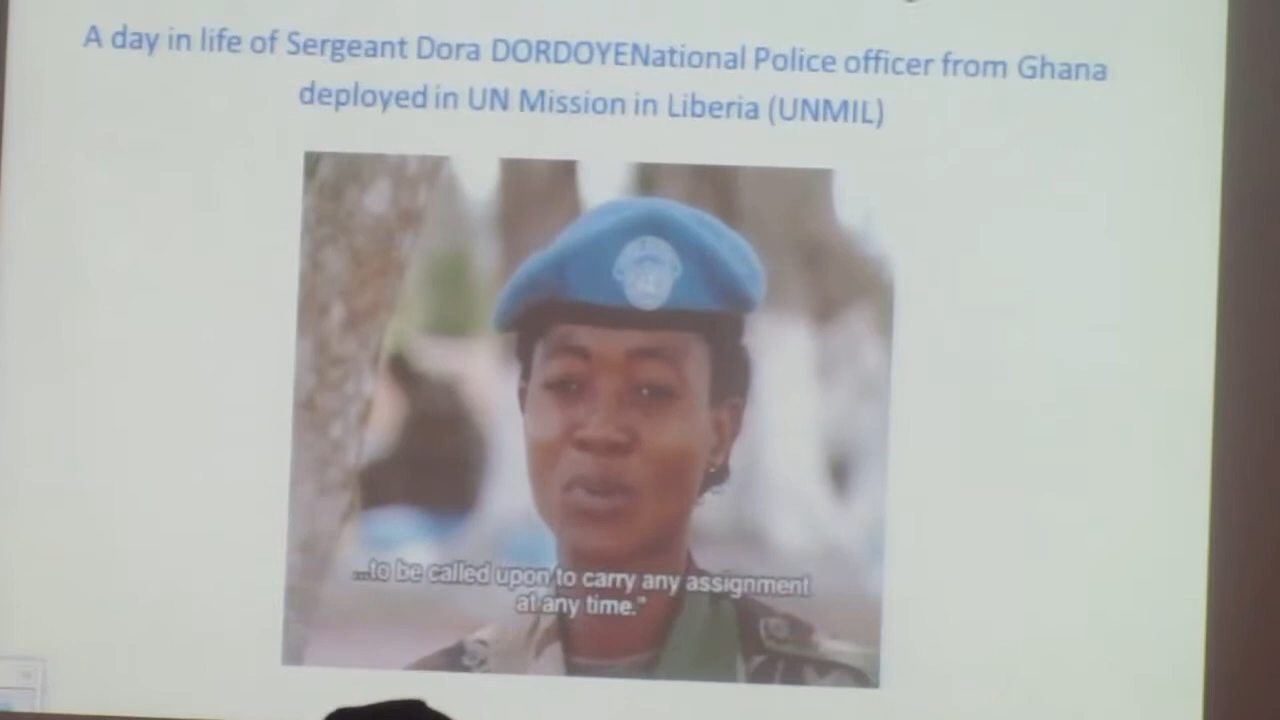 A day in life of Sergeant Dora DORDOYENational Police officer from Ghana
deployed in UN Mission in Liberia (UNMIL)
...to be called upon to carry any assignment
at any time."